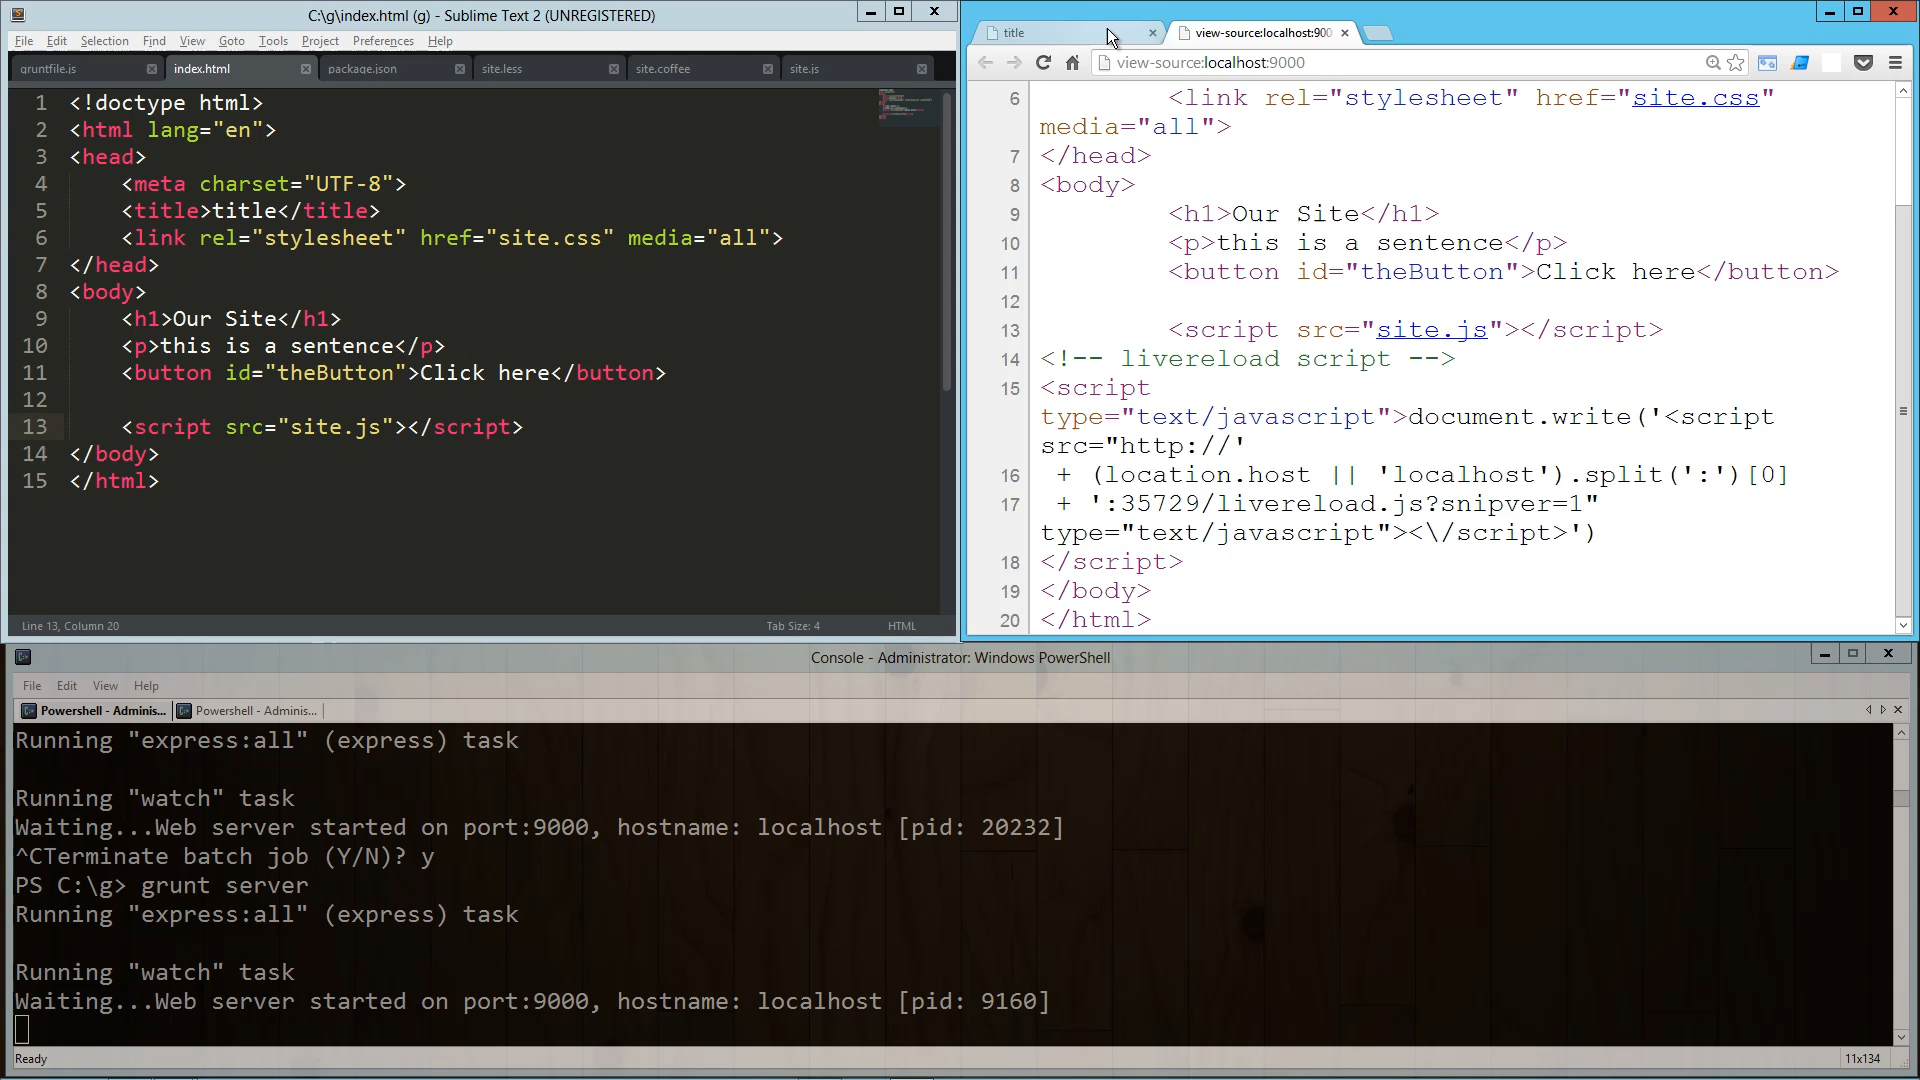 C:\g\index.html (g) - Sublime Text 2 (UNREGISTERED)
File Edit Selection Find View Goto Tools Project Preferences Help
gruntfile.js index.html package.json site.less site.coffee site.js
1 <!doctype html>
2 <html lang="en">
3 <head>
4 <meta charset="UTF-8">
5 <title>title</title>
6 <link rel="stylesheet" href="site.css" media="all">
7 </head>
8 <body>
9 <h1>Our Site</h1>
10 <p>this is a sentence</p>
11 <button id="theButton">Click here</button>
12
13 <script src="site.js"></script>
14 </body>
15 </html>
Line 13, Column 20 Tab Size: 4 HTML
title view-source:localhost:900
view-source:localhost:9000
6 <link rel="stylesheet" href="site.css"
media="all">
7 </head>
8 <body>
9 <h1>Our Site</h1>
10 <p>this is a sentence</p>
11 <button id="theButton">Click here</button>
12
13 <script src="site.js"></script>
14 <!-- livereload script -->
15 <script
type="text/javascript">document.write('<script
src="http://'
16 + (location.host || 'localhost').split(':')[0]
17 + ':35729/livereload.js?snipver=1"
type="text/javascript"><\/script>')
18 </script>
19 </body>
20 </html>
Console - Administrator: Windows PowerShell
File Edit View Help
Powershell - Adminis... Powershell - Adminis...
Running "express:all" (express) task
Running "watch" task
Waiting...Web server started on port:9000, hostname: localhost [pid: 20232]
^CTerminate batch job (Y/N)? y
PS C:\g> grunt server
Running "express:all" (express) task
Running "watch" task
Waiting...Web server started on port:9000, hostname: localhost [pid: 9160]
Ready 11x134